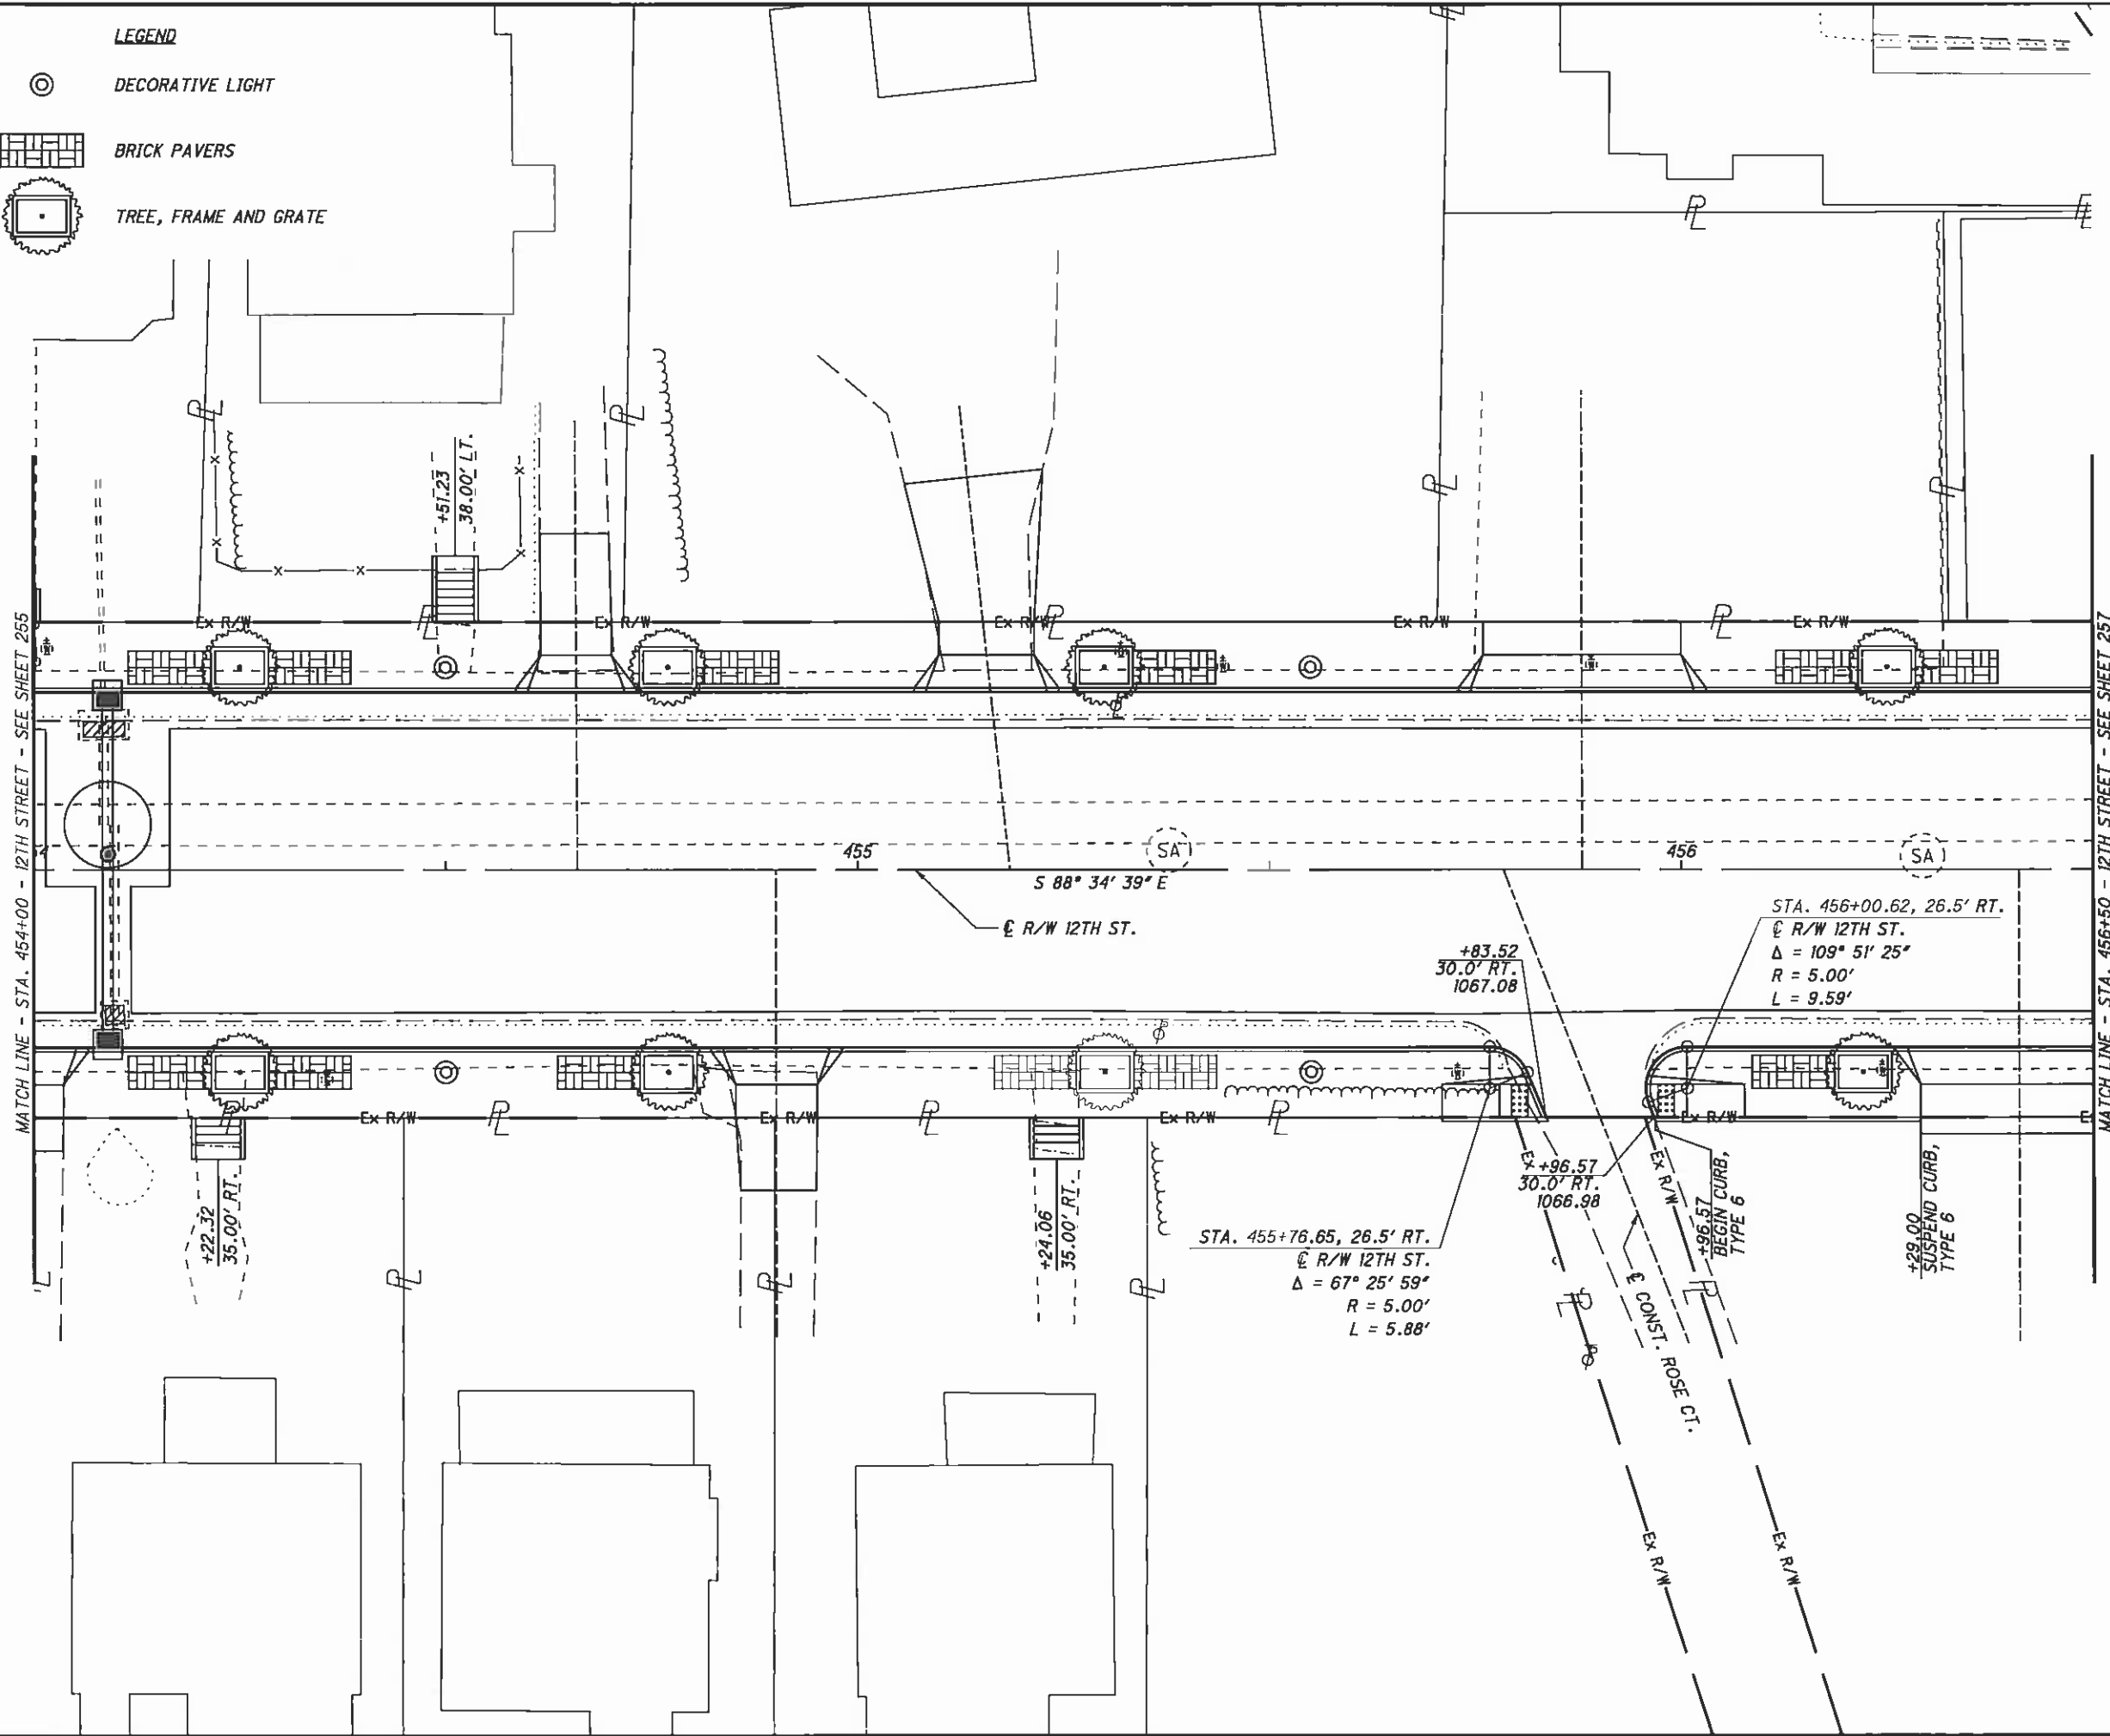 LEGEND
DECORATIVE LIGHT
BRICK PAVERS
TREE, FRAME AND GRATE
+51.23
38.00' LT.
MATCH LINE - STA. 454+00 - 12TH STREET - SEE SHEET 255
MATCH LINE - STA. 456+50 - 12TH STREET - SEE SHEET 257
Ex R/W
Ex R/W
Ex R/W
Ex R/W
Ex R/W
455
SA
456
SA
S 88° 34' 39" E
℄ R/W 12TH ST.
STA. 456+00.62, 26.5' RT.
℄ R/W 12TH ST.
Δ = 109° 51' 25"
R = 5.00'
L = 9.59'
+83.52
30.0' RT.
1067.08
Ex R/W
Ex R/W
Ex R/W
Ex R/W
+96.57
30.0' RT.
1066.98
+22.32
35.00' RT.
+24.06
35.00' RT.
STA. 455+76.65, 26.5' RT.
℄ R/W 12TH ST.
Δ = 67° 25' 59"
R = 5.00'
L = 5.88'
Ex R/W
+96.57
BEGIN CURB,
TYPE 6
+29.00
SUSPEND CURB,
TYPE 6
℄ CONST. ROSE CT.
Ex R/W
Ex R/W